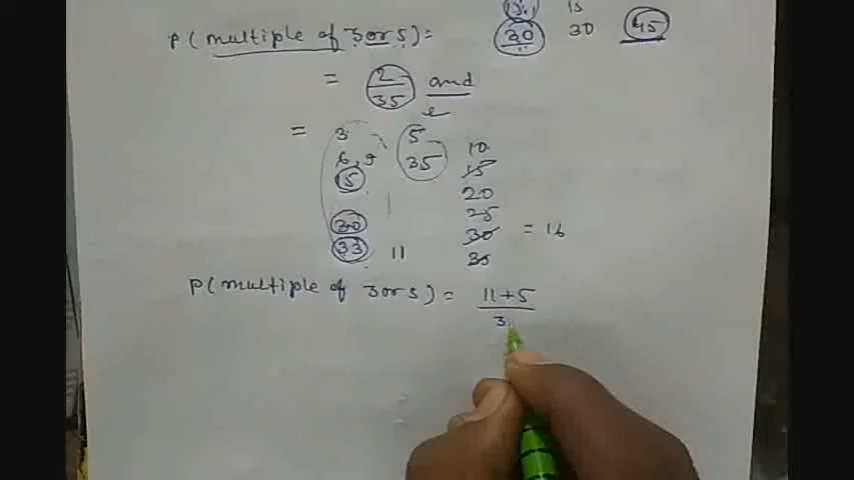 15
P(multiple of 3 or 5) =
30 30 45
= 2/35 and
= 3 5
6, 9 35 10
15 15
20
25
30 30 = 16
33 11 35
P(multiple of 3 or 5) = 11+5
3